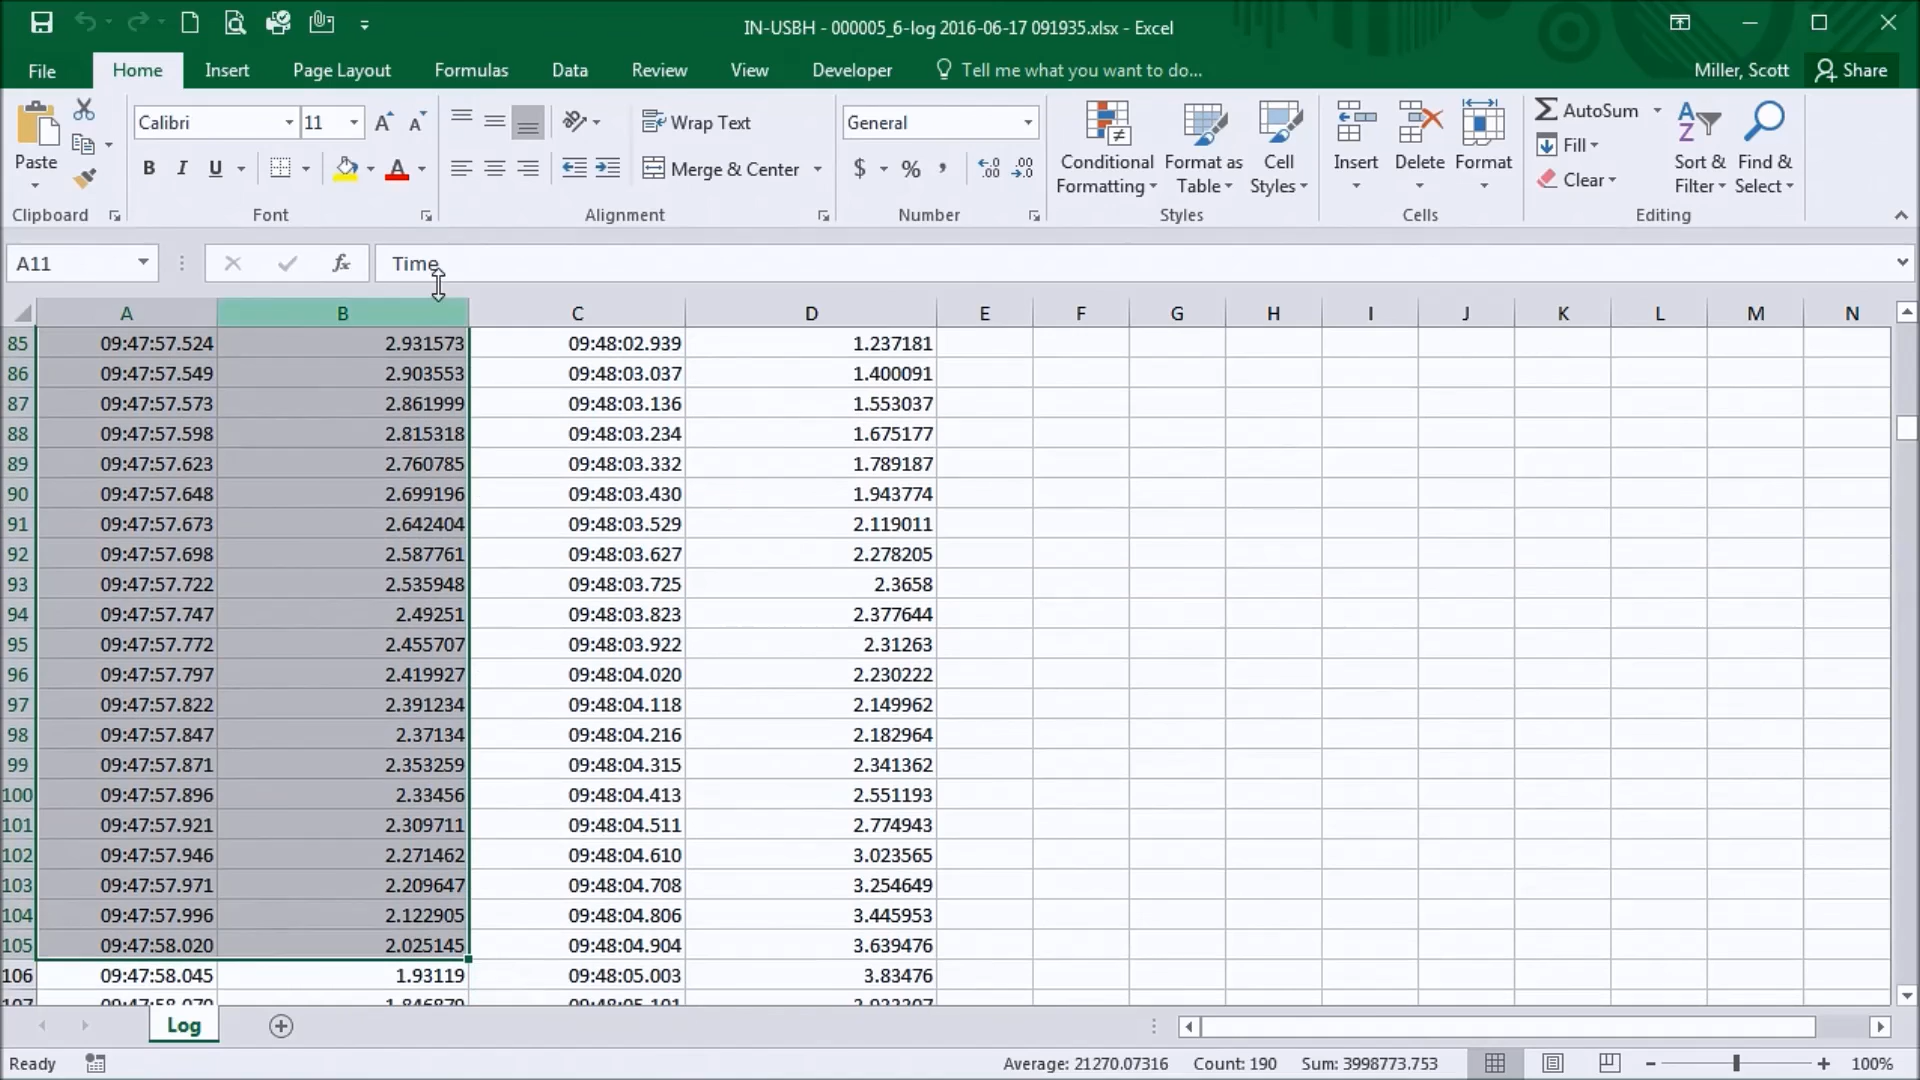 IN-USBH - 000005_6-log 2016-06-17 091935.xlsx - Excel
File Home Insert Page Layout Formulas Data Review View Developer Tell me what you want to do... Miller, Scott Share
Paste Calibri 11 Wrap Text General Conditional Formatting Format as Table Cell Styles Insert Delete Format AutoSum Sort & Filter Find & Select
B I U A Merge & Center $ % , Fill
Clear
Clipboard Font Alignment Number Styles Cells Editing
A11 fx Time
A B C D E F G H I J K L M N
85 09:47:57.524 2.931573 09:48:02.939 1.237181
86 09:47:57.549 2.903553 09:48:03.037 1.400091
87 09:47:57.573 2.861999 09:48:03.136 1.553037
88 09:47:57.598 2.815318 09:48:03.234 1.675177
89 09:47:57.623 2.760785 09:48:03.332 1.789187
90 09:47:57.648 2.699196 09:48:03.430 1.943774
91 09:47:57.673 2.642404 09:48:03.529 2.119011
92 09:47:57.698 2.587761 09:48:03.627 2.278205
93 09:47:57.722 2.535948 09:48:03.725 2.3658
94 09:47:57.747 2.49251 09:48:03.823 2.377644
95 09:47:57.772 2.455707 09:48:03.922 2.31263
96 09:47:57.797 2.419927 09:48:04.020 2.230222
97 09:47:57.822 2.391234 09:48:04.118 2.149962
98 09:47:57.847 2.37134 09:48:04.216 2.182964
99 09:47:57.871 2.353259 09:48:04.315 2.341362
100 09:47:57.896 2.33456 09:48:04.413 2.551193
101 09:47:57.921 2.309711 09:48:04.511 2.774943
102 09:47:57.946 2.271462 09:48:04.610 3.023565
103 09:47:57.971 2.209647 09:48:04.708 3.254649
104 09:47:57.996 2.122905 09:48:04.806 3.445953
105 09:47:58.020 2.025145 09:48:04.904 3.639476
106 09:47:58.045 1.93119 09:48:05.003 3.83476
Log
Ready Average: 21270.07316 Count: 190 Sum: 3998773.753 100%